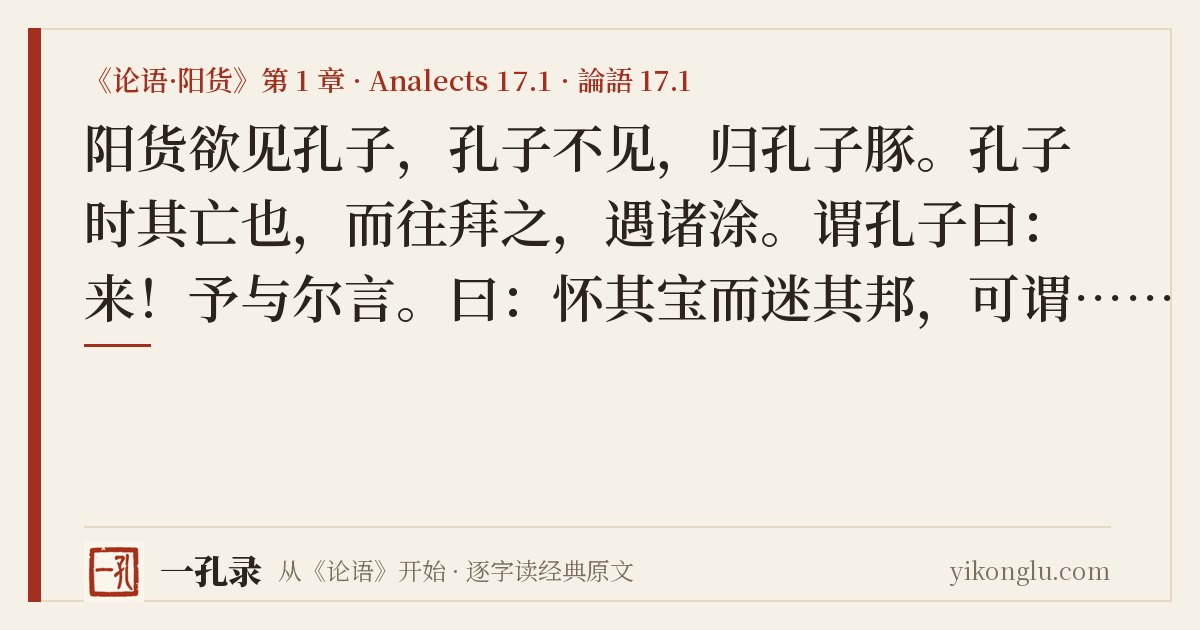 《论语·阳货》第 1 章 · Analects 17.1 · 論語 17.1
阳货欲见孔子，孔子不见，归孔子豚。孔子
时其亡也，而往拜之，遇诸涂。谓孔子曰：
来！予与尔言。曰：怀其宝而迷其邦，可谓……
一孔
一孔录 从《论语》开始 · 逐字读经典原文 yikonglu.com